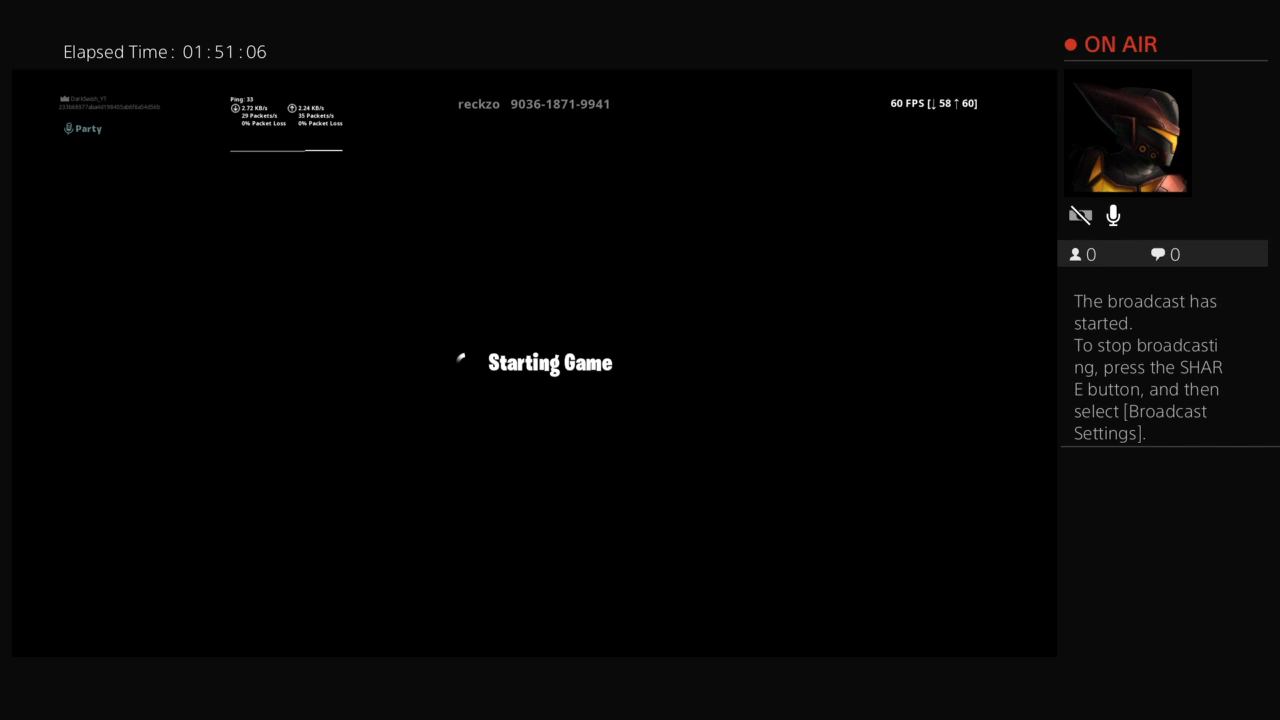 Elapsed Time: 01:51:06
ON AIR
DarkSwish_YT
Party
Ping: 33
2.72 KB/s 2.24 KB/s
29 Packets/s 35 Packets/s
0% Packet Loss 0% Packet Loss
reckzo 9036-1871-9941
60 FPS [↓ 58 ↑ 60]
0 0
Starting Game
The broadcast has
started.
To stop broadcasti
ng, press the SHAR
E button, and then
select [Broadcast
Settings].